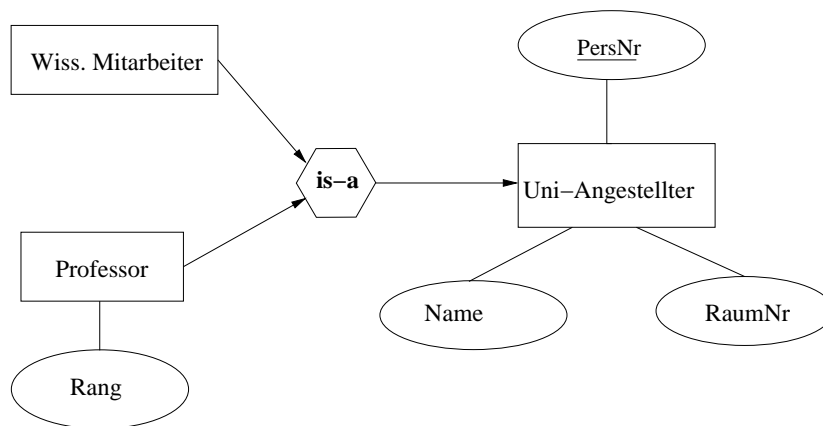 PersNr
Wiss. Mitarbeiter
is−a
Uni−Angestellter
Professor
Name
RaumNr
Rang